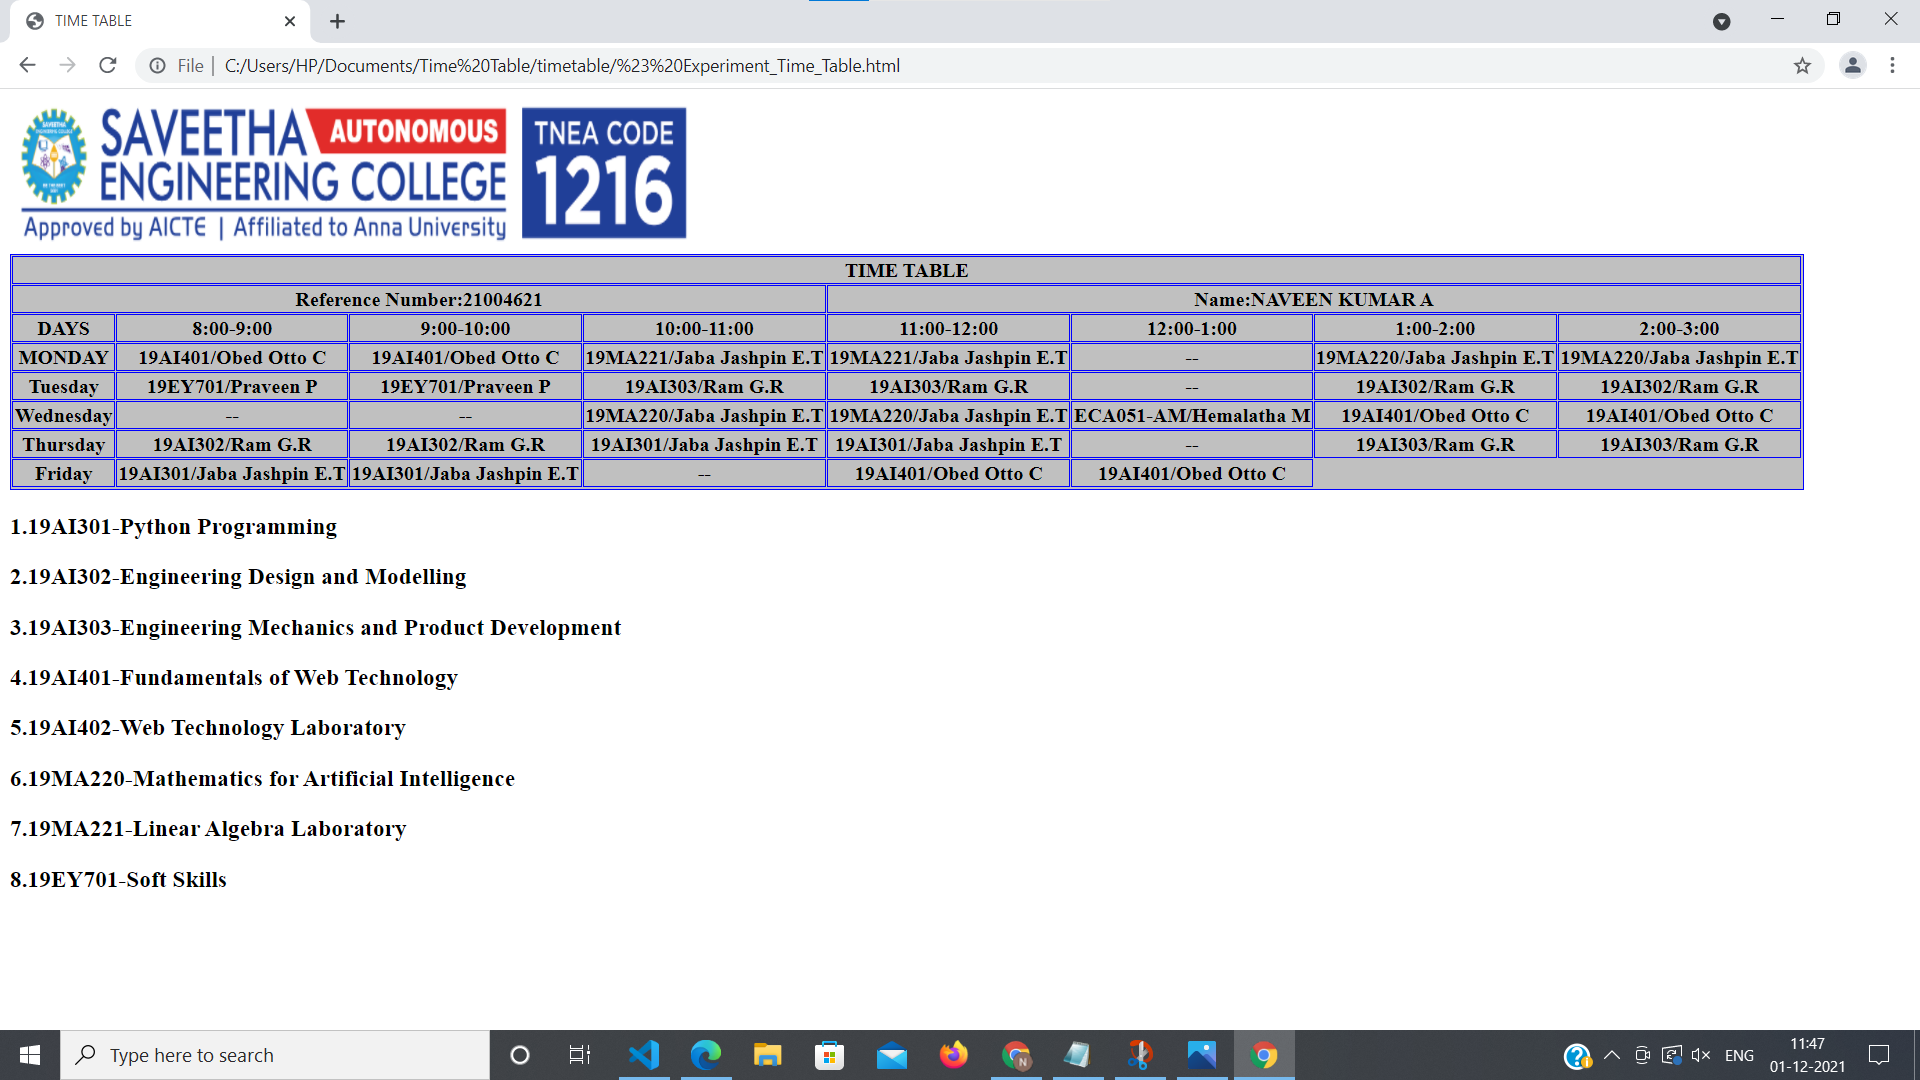 TIME TABLE
File | C:/Users/HP/Documents/Time%20Table/timetable/%23%20Experiment_Time_Table.html
SAVEETHA AUTONOMOUS
ENGINEERING COLLEGE
Approved by AICTE | Affiliated to Anna University
TNEA CODE
1216
TIME TABLE
Reference Number:21004621 Name:NAVEEN KUMAR A
DAYS 8:00-9:00 9:00-10:00 10:00-11:00 11:00-12:00 12:00-1:00 1:00-2:00 2:00-3:00
MONDAY 19AI401/Obed Otto C 19AI401/Obed Otto C 19MA221/Jaba Jashpin E.T 19MA221/Jaba Jashpin E.T -- 19MA220/Jaba Jashpin E.T 19MA220/Jaba Jashpin E.T
Tuesday 19EY701/Praveen P 19EY701/Praveen P 19AI303/Ram G.R 19AI303/Ram G.R -- 19AI302/Ram G.R 19AI302/Ram G.R
Wednesday -- -- 19MA220/Jaba Jashpin E.T 19MA220/Jaba Jashpin E.T ECA051-AM/Hemalatha M 19AI401/Obed Otto C 19AI401/Obed Otto C
Thursday 19AI302/Ram G.R 19AI302/Ram G.R 19AI301/Jaba Jashpin E.T 19AI301/Jaba Jashpin E.T -- 19AI303/Ram G.R 19AI303/Ram G.R
Friday 19AI301/Jaba Jashpin E.T 19AI301/Jaba Jashpin E.T -- 19AI401/Obed Otto C 19AI401/Obed Otto C
1.19AI301-Python Programming
2.19AI302-Engineering Design and Modelling
3.19AI303-Engineering Mechanics and Product Development
4.19AI401-Fundamentals of Web Technology
5.19AI402-Web Technology Laboratory
6.19MA220-Mathematics for Artificial Intelligence
7.19MA221-Linear Algebra Laboratory
8.19EY701-Soft Skills
Type here to search
N
ENG
11:47
01-12-2021